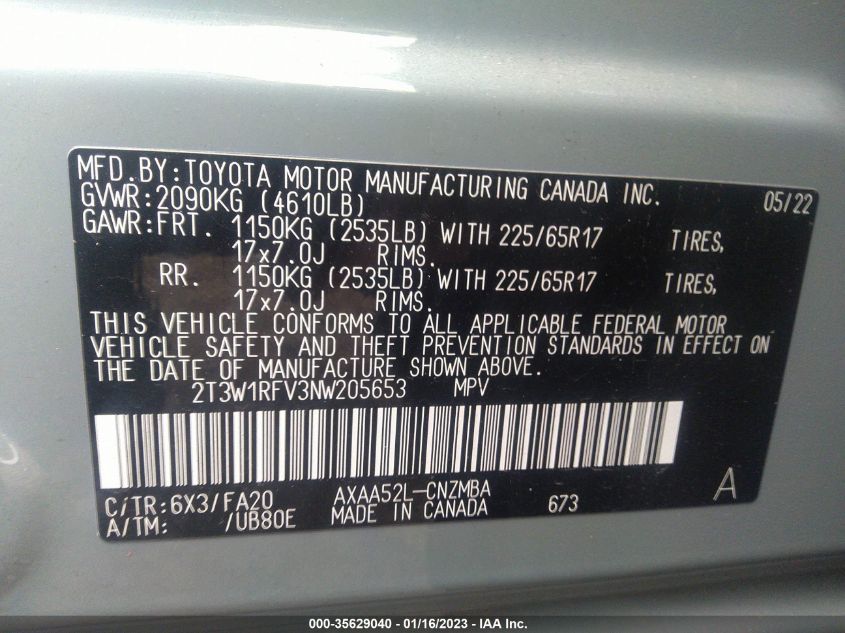 MFD.BY:TOYOTA MOTOR MANUFACTURING CANADA INC. 05/22
GVWR:2090KG (4610LB)
GAWR:FRT. 1150KG (2535LB) WITH 225/65R17 TIRES,
17x7.0J RIMS.
RR. 1150KG (2535LB) WITH 225/65R17 TIRES,
17x7.0J RIMS.
THIS VEHICLE CONFORMS TO ALL APPLICABLE FEDERAL MOTOR
VEHICLE SAFETY AND THEFT PREVENTION STANDARDS IN EFFECT ON
THE DATE OF MANUFACTURE SHOWN ABOVE.
2T3W1RFV3NW205653 MPV
C/TR:6X3/FA20 AXAA52L-CNZMBA A
A/TM: /UB80E MADE IN CANADA 673
000-35629040 - 01/16/2023 - IAA Inc.